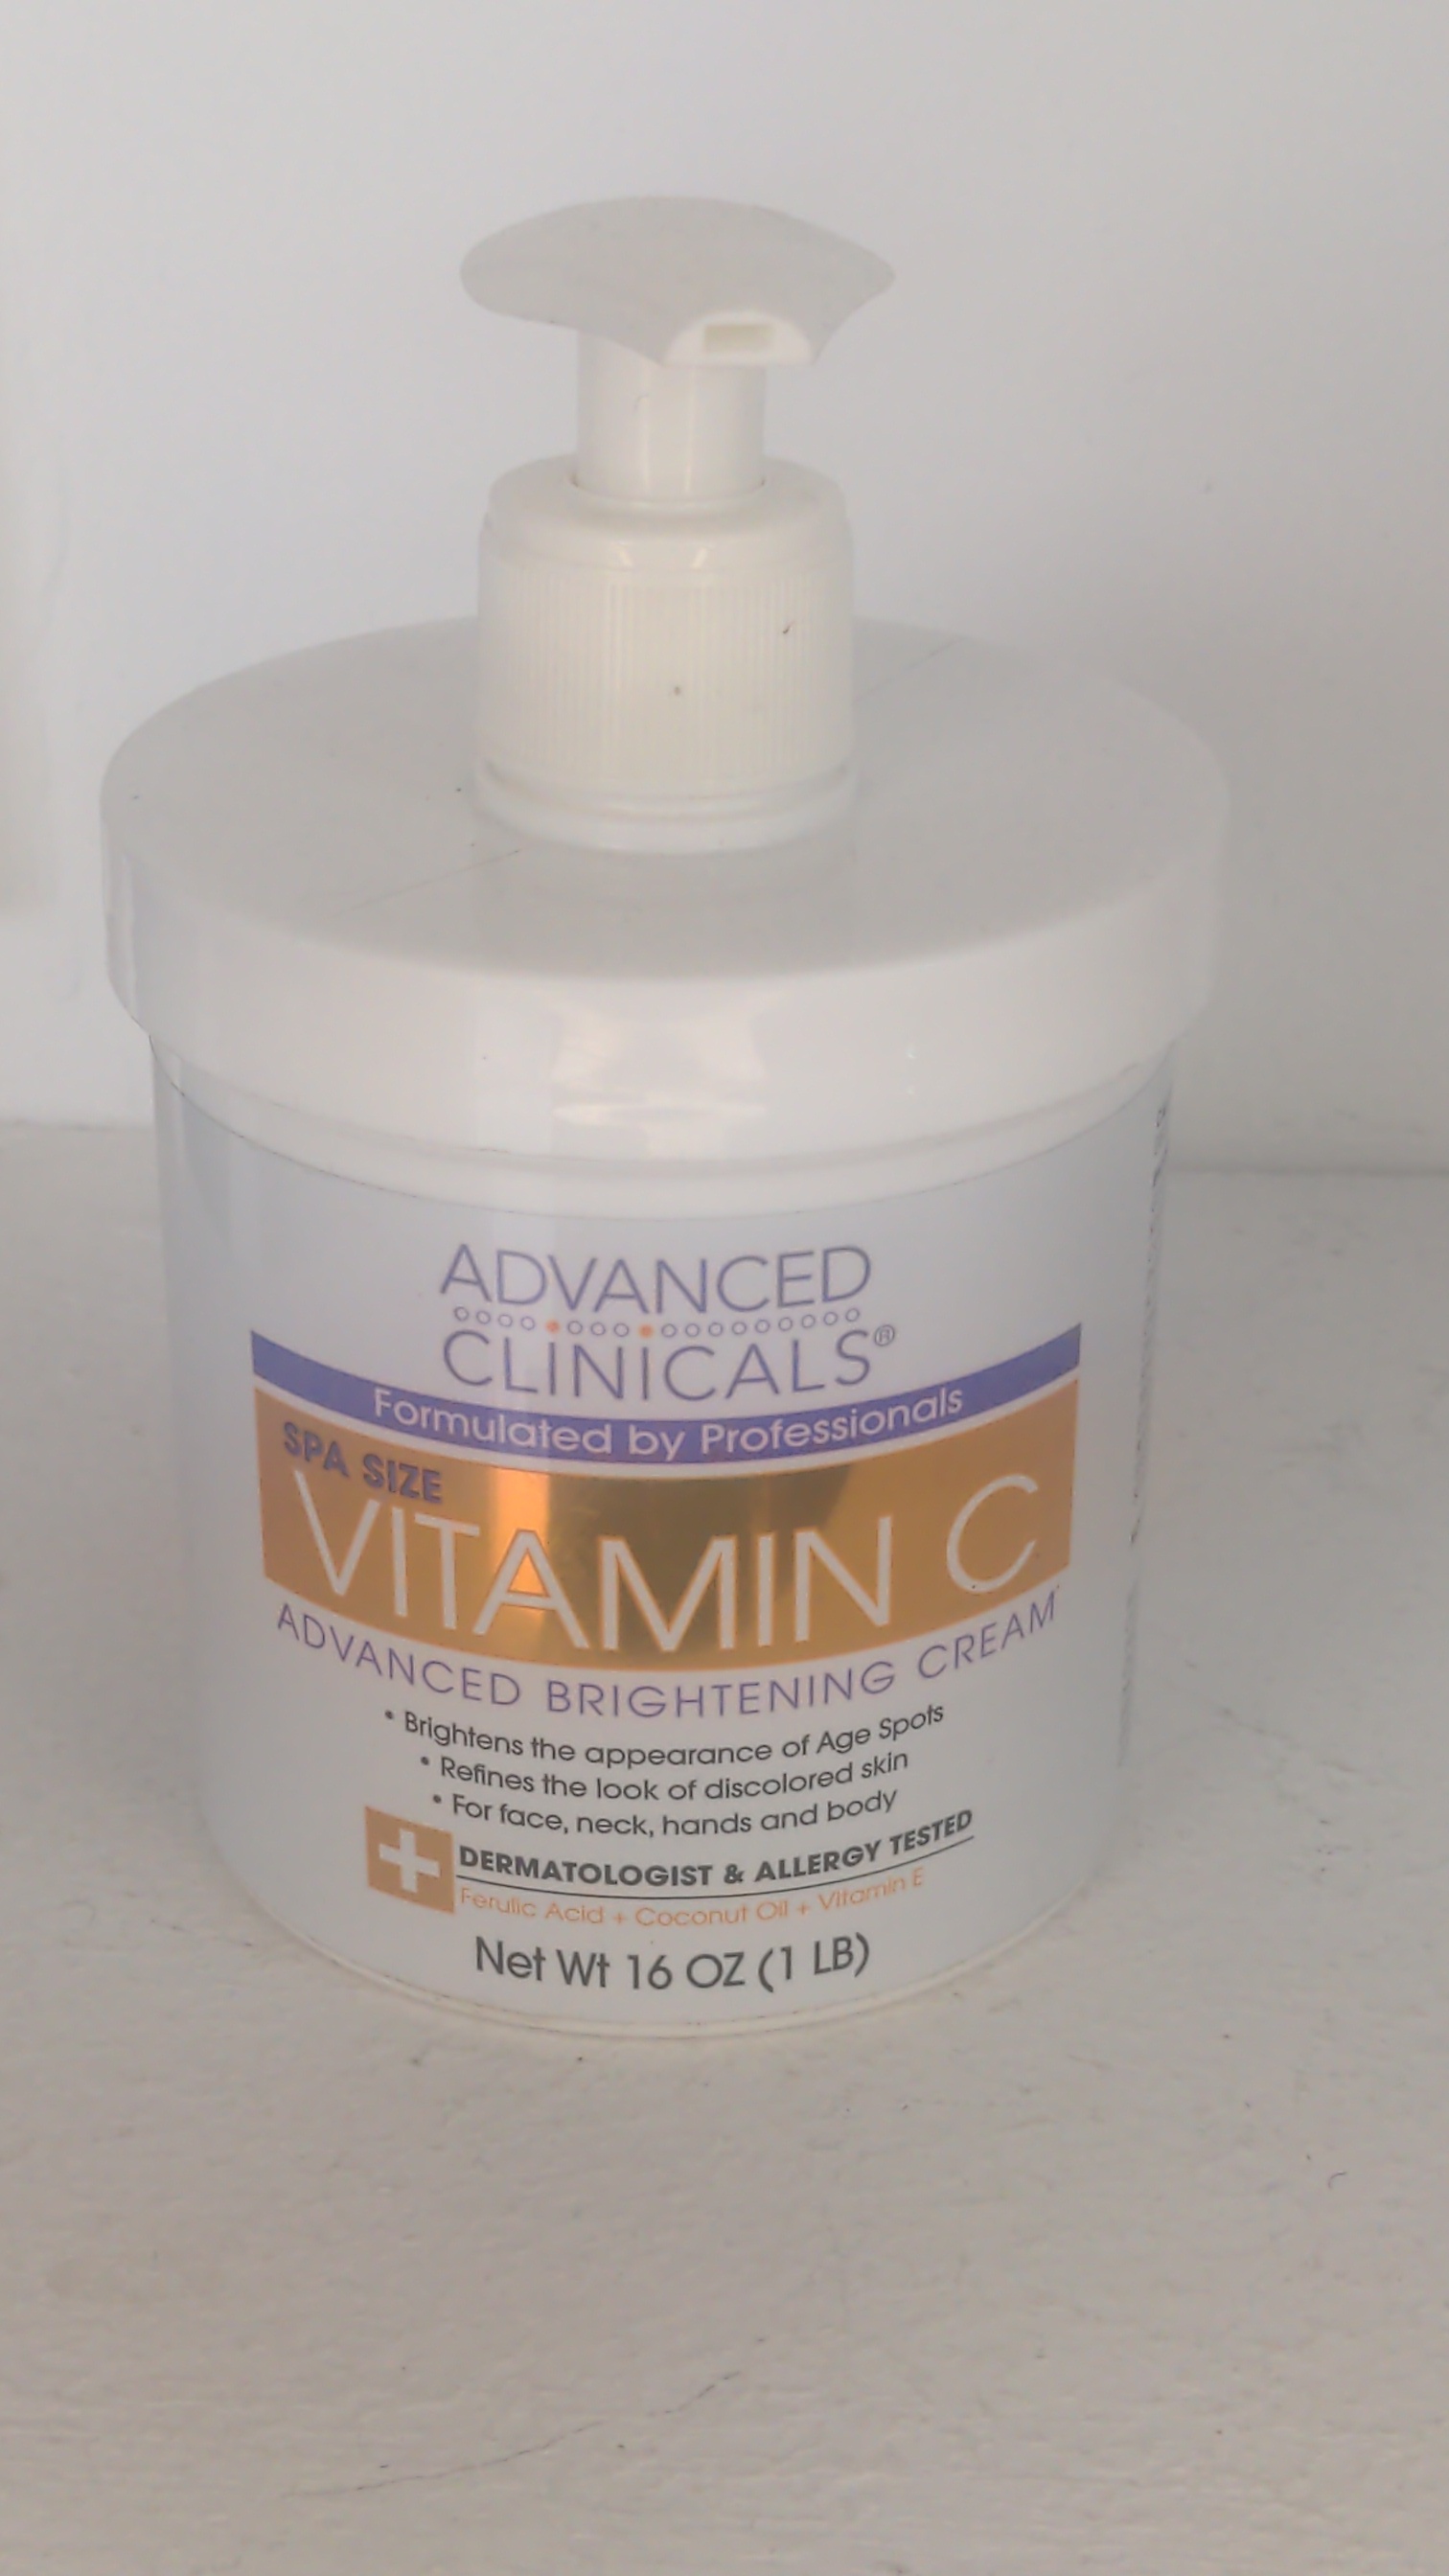 ADVANCED
CLINICALS®
Formulated by Professionals
SPA SIZE
VITAMIN C
ADVANCED BRIGHTENING CREAM
• Brightens the appearance of Age Spots
• Refines the look of discolored skin
• For face, neck, hands and body
DERMATOLOGIST & ALLERGY TESTED
Ferulic Acid + Coconut Oil + Vitamin E
Net Wt 16 OZ (1 LB)